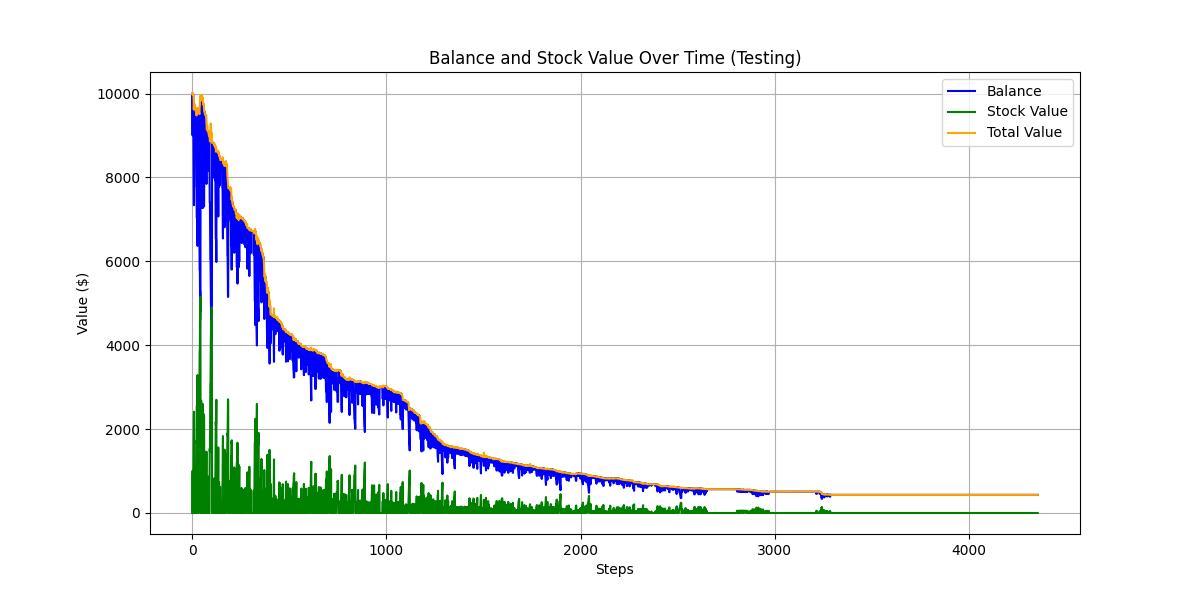 Balance and Stock Value Over Time (Testing)
Balance
Stock Value
Total Value
Value ($)
10000
8000
6000
4000
2000
0
0 1000 2000 3000 4000
Steps